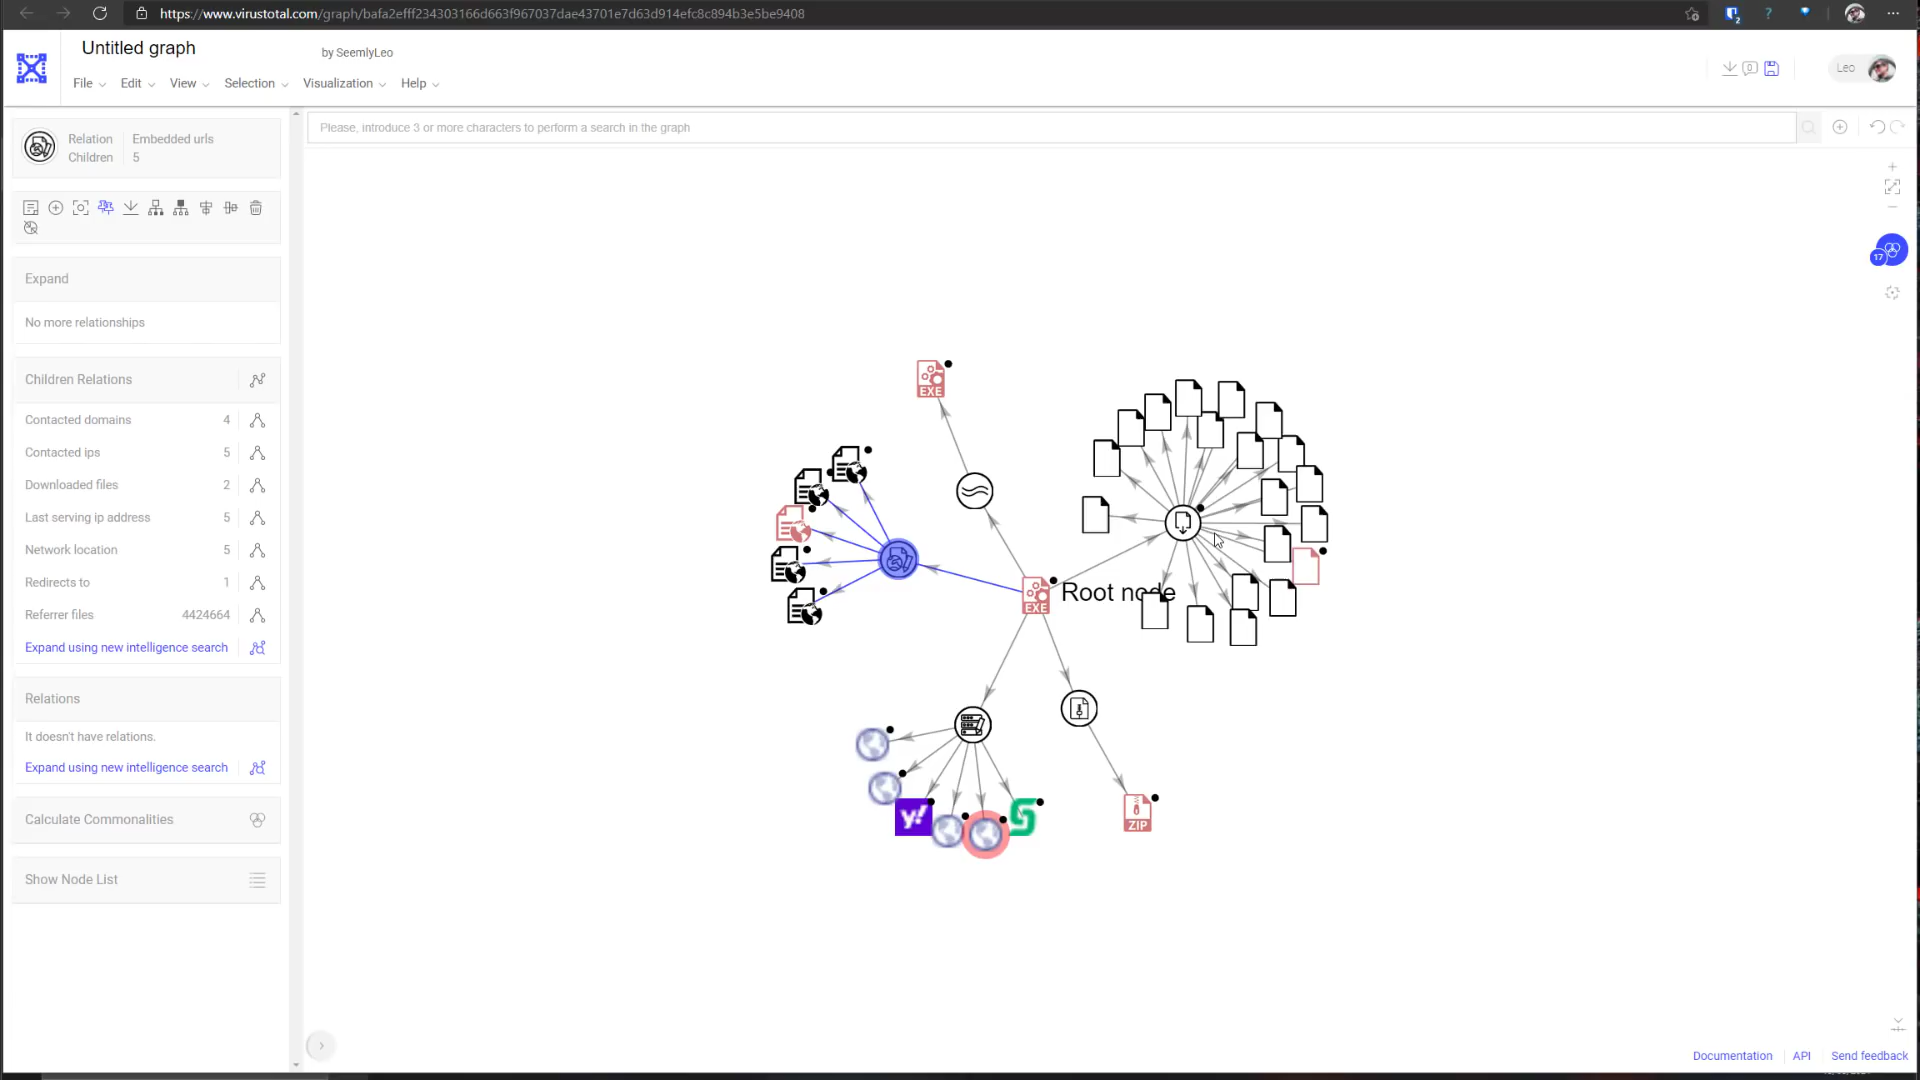 https://www.virustotal.com/graph/bafa2efff234303166d663f967037dae43701e7d63d914efc8c894b3e5be9408
2
?
Untitled graph
by SeemlyLeo
File Edit View Selection Visualization Help
0
Leo
Please, introduce 3 or more characters to perform a search in the graph
Relation Embedded urls
Children 5
17
Expand
No more relationships
Children Relations
Contacted domains 4
Contacted ips 5
Downloaded files 2
Last serving ip address 5
Network location 5
Redirects to 1
Referrer files 4424664
Expand using new intelligence search
Relations
It doesn't have relations.
Expand using new intelligence search
Calculate Commonalities
Show Node List
EXE
EXE
Root node
y!
S
ZIP
Documentation API Send feedback